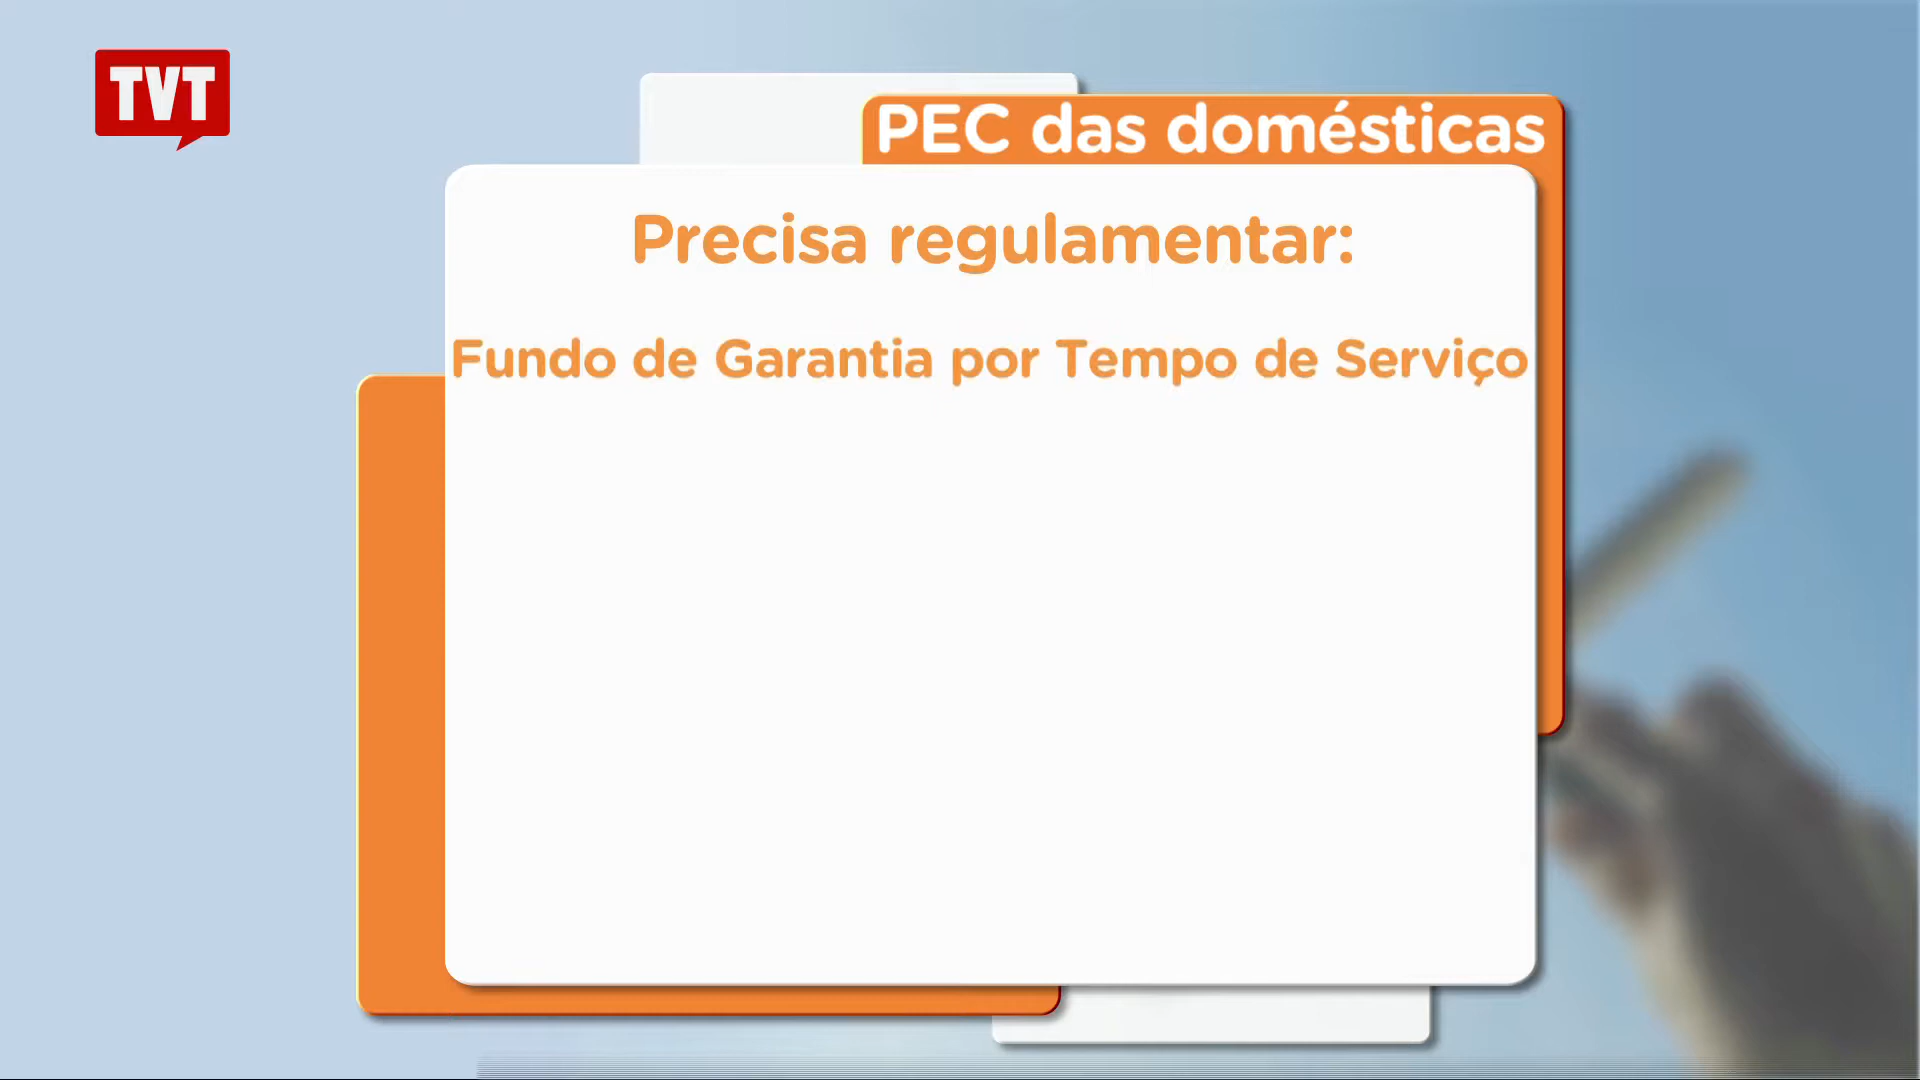 TVT
PEC das domésticas
Precisa regulamentar:
Fundo de Garantia por Tempo de Serviço